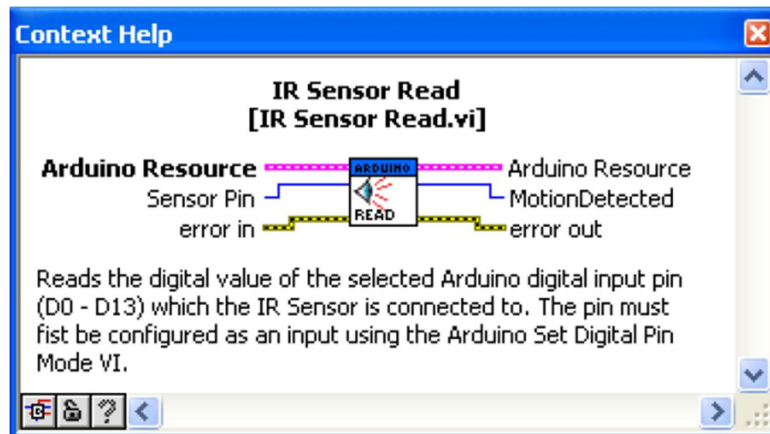 Context Help
IR Sensor Read
[IR Sensor Read.vi]
Arduino Resource ARDUINO Arduino Resource
Sensor Pin MotionDetected
READ
error in error out
Reads the digital value of the selected Arduino digital input pin
(D0 - D13) which the IR Sensor is connected to. The pin must
fist be configured as an input using the Arduino Set Digital Pin
Mode VI.
?